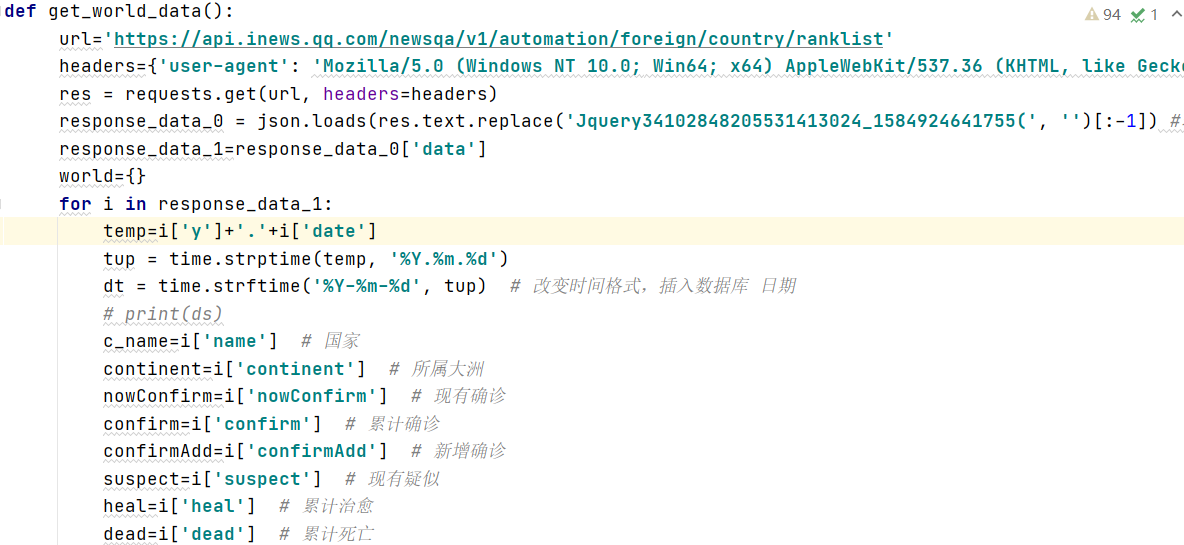 def get_world_data():
94 1
url='https://api.inews.qq.com/newsqa/v1/automation/foreign/country/ranklist'
headers={'user-agent': 'Mozilla/5.0 (Windows NT 10.0; Win64; x64) AppleWebKit/537.36 (KHTML, like Gecko
res = requests.get(url, headers=headers)
response_data_0 = json.loads(res.text.replace('Jquery34102848205531413024_1584924641755(', '')[:-1]) #
response_data_1=response_data_0['data']
world={}
for i in response_data_1:
temp=i['y']+'.'+i['date']
tup = time.strptime(temp, '%Y.%m.%d')
dt = time.strftime('%Y-%m-%d', tup)  # 改变时间格式，插入数据库 日期
# print(ds)
c_name=i['name']  # 国家
continent=i['continent']  # 所属大洲
nowConfirm=i['nowConfirm']  # 现有确诊
confirm=i['confirm']  # 累计确诊
confirmAdd=i['confirmAdd']  # 新增确诊
suspect=i['suspect']  # 现有疑似
heal=i['heal']  # 累计治愈
dead=i['dead']  # 累计死亡